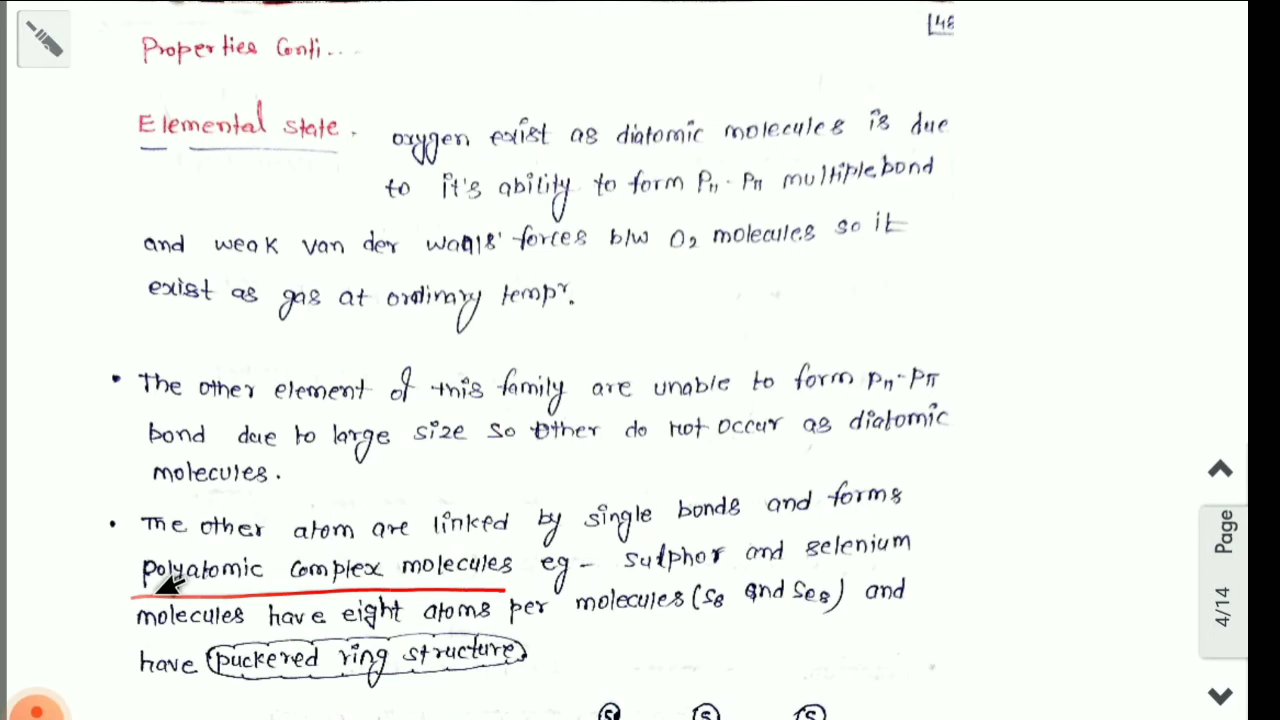 148
Properties Conti...
Elemental state. oxygen exist as diatomic molecules is due
to it's ability to form Pπ-Pπ multiple bond
and weak van der waals' forces b/w O2 molecules so it
exist as gas at ordinary tempr.
• The other element of this family are unable to form pπ-pπ
bond due to large size so other do not occur as diatomic
molecules.
• The other atom are linked by single bonds and forms
polyatomic complex molecules eg- sulphor and selenium
molecules have eight atoms per molecules (S8 and Se8) and
have puckered ring structure
S S S
Page
4/14